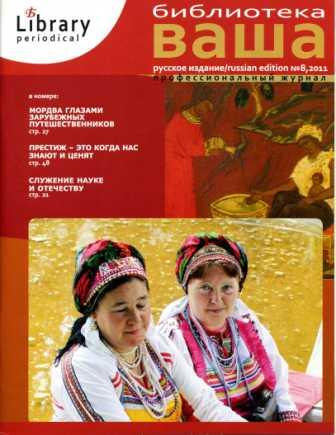 Library
periodical
библиотека
ваша
русское издание/russian edition №8,2011
профессиональный журнал
в номере:
МОРДВА ГЛАЗАМИ
ЗАРУБЕЖНЫХ
ПУТЕШЕСТВЕННИКОВ
стр. 27
ПРЕСТИЖ – ЭТО КОГДА НАС
ЗНАЮТ И ЦЕНЯТ
стр. 48
СЛУЖЕНИЕ НАУКЕ
И ОТЕЧЕСТВУ
стр. 21